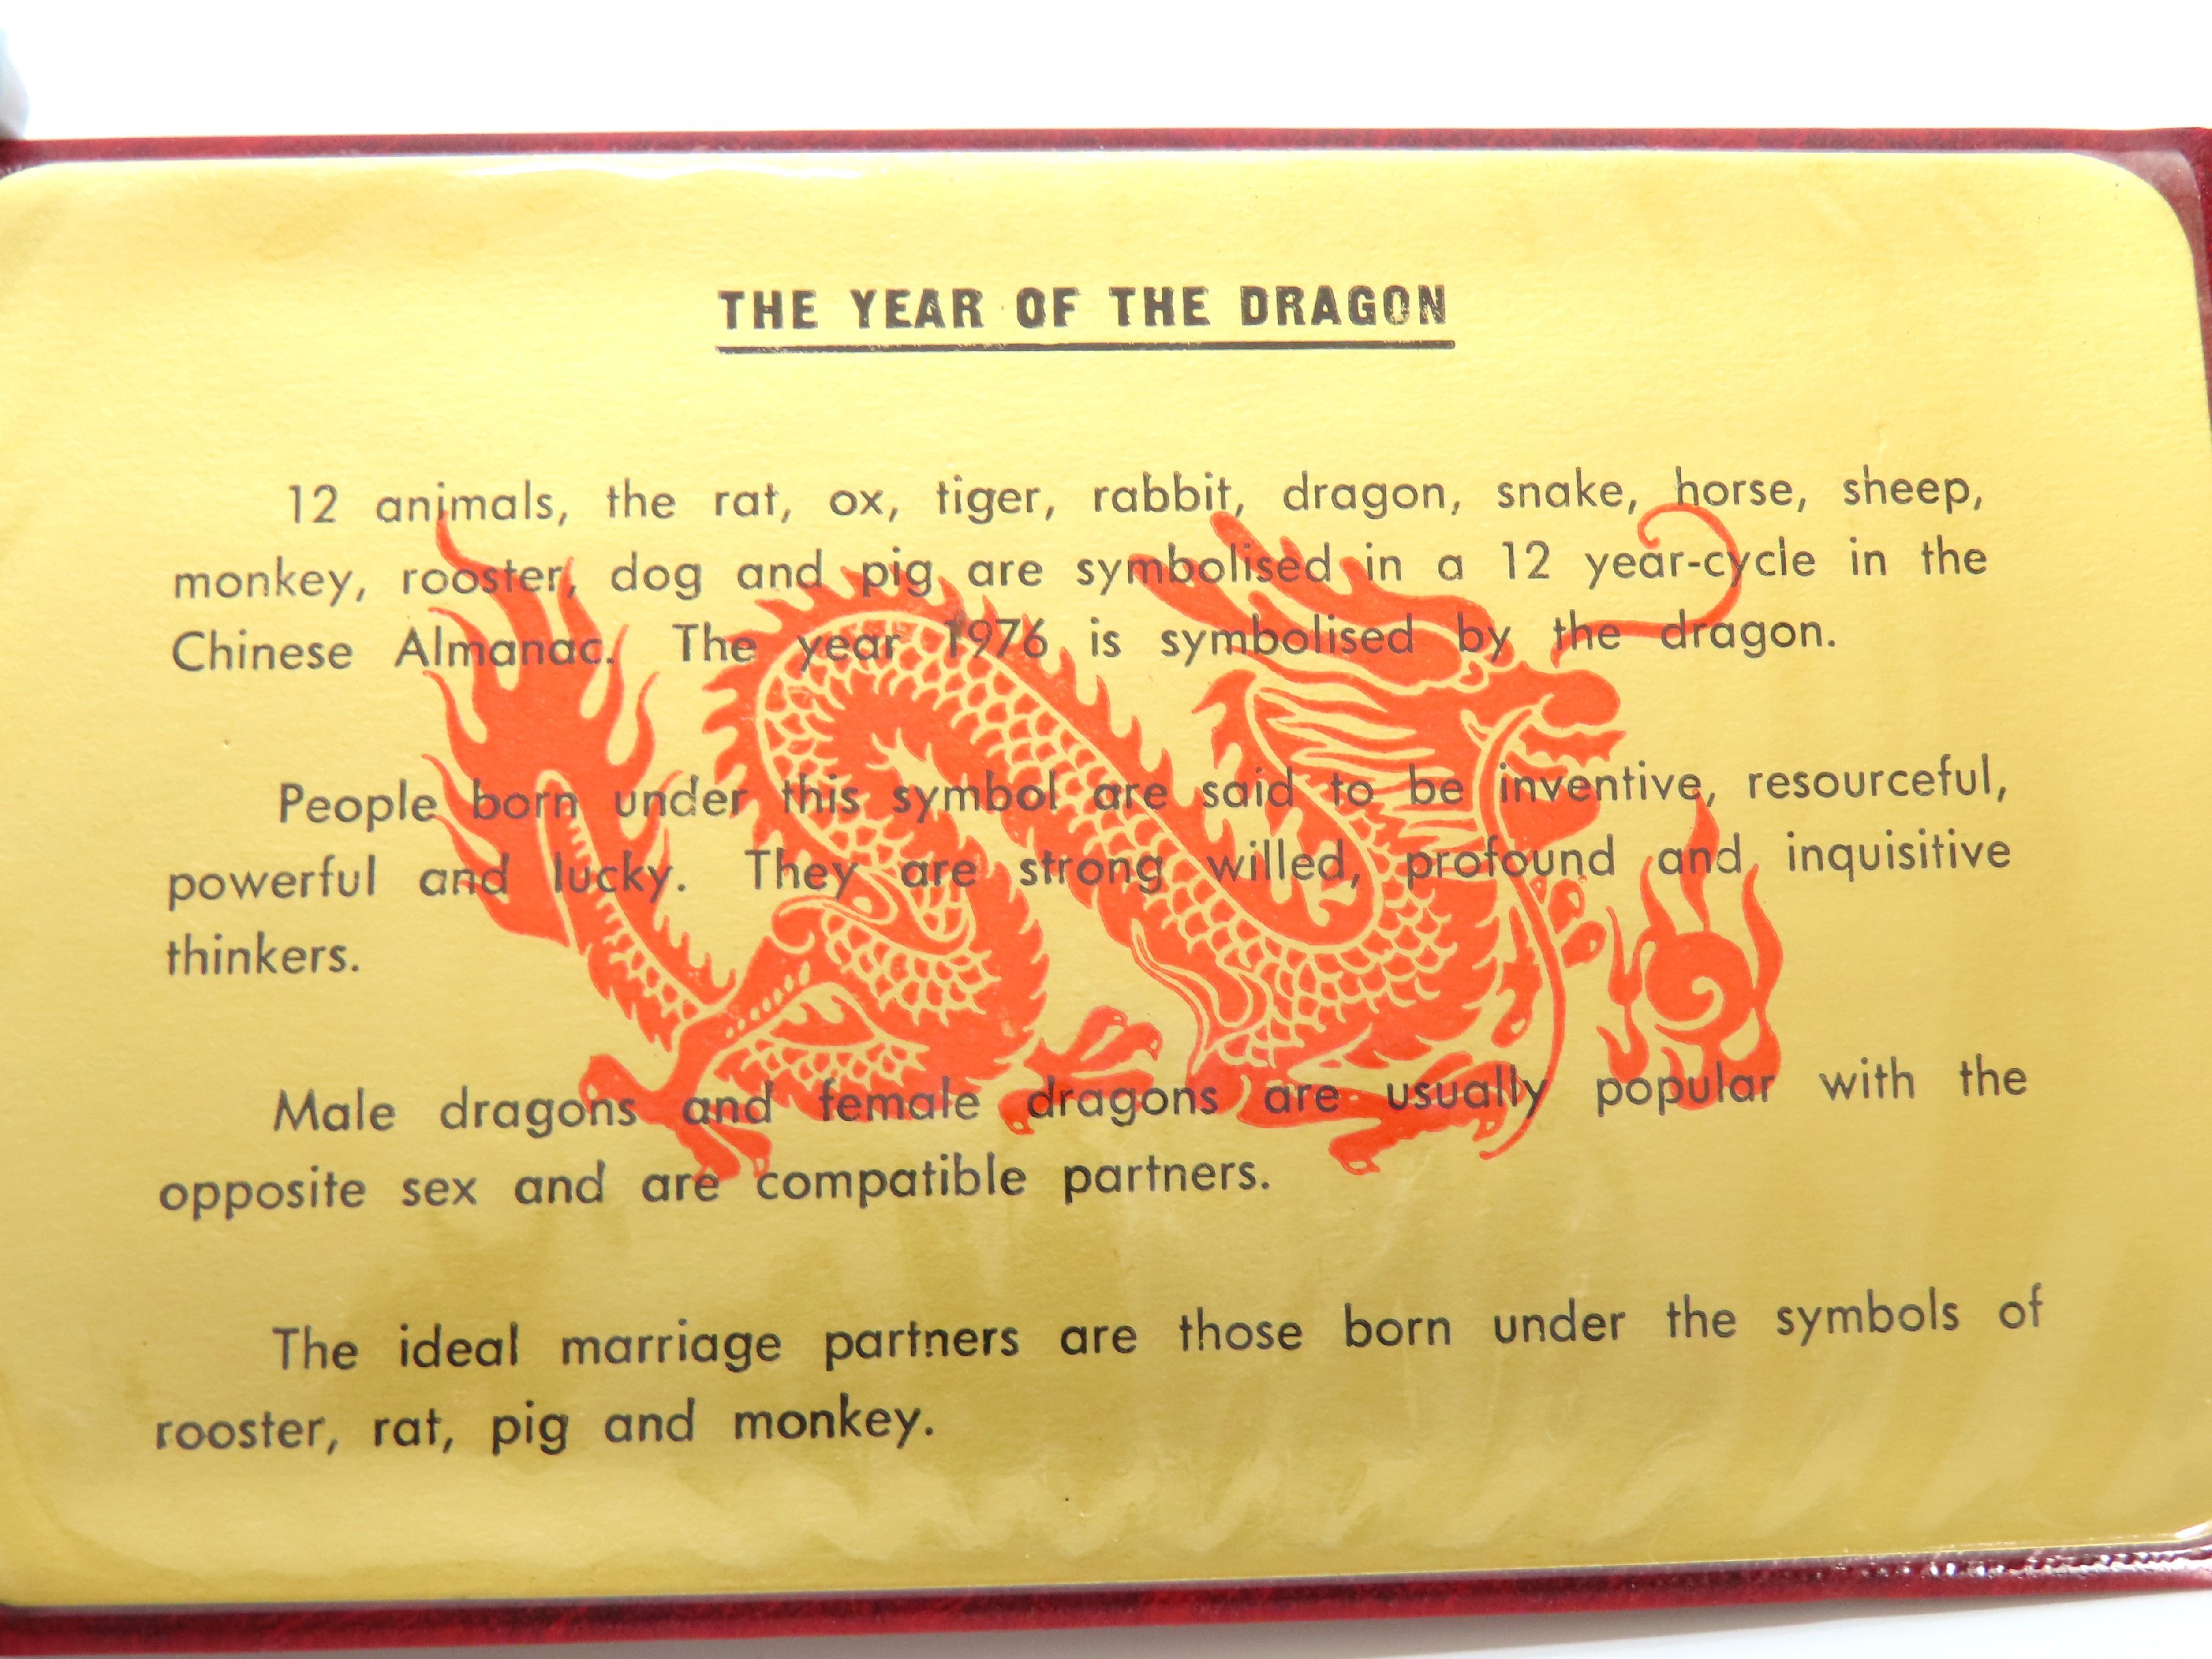 THE YEAR OF THE DRAGON
12 animals, the rat, ox, tiger, rabbit, dragon, snake, horse, sheep,
monkey, rooster, dog and pig are symbolised in a 12 year-cycle in the
Chinese Almanac. The year 1976 is symbolised by the dragon.
People born under this symbol are said to be inventive, resourceful,
powerful and lucky. They are strong willed, profound and inquisitive
thinkers.
Male dragons and female dragons are usually popular with the
opposite sex and are compatible partners.
The ideal marriage partners are those born under the symbols of
rooster, rat, pig and monkey.